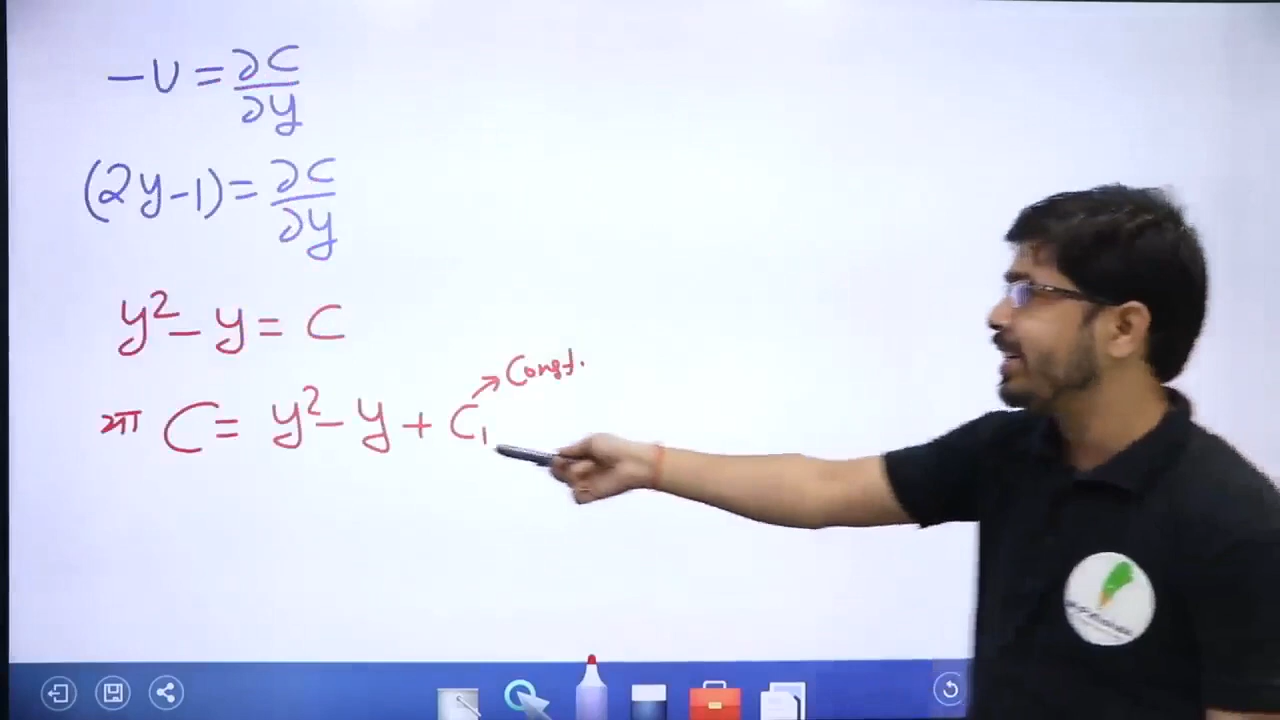 -U = ∂C/∂y
(2y-1) = ∂C/∂y
y² - y = C
→ Const.
या C = y² - y + C₁